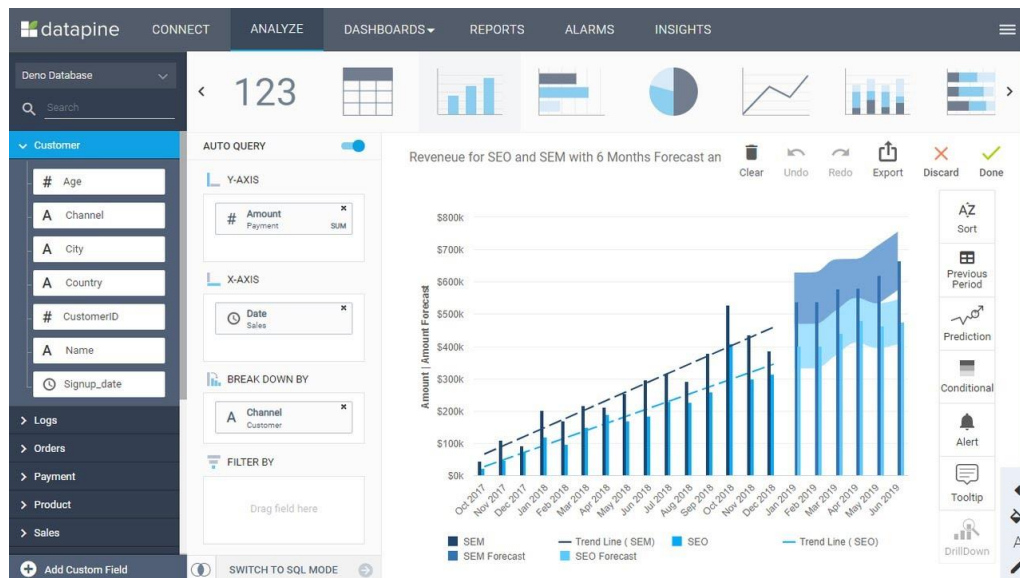 datapine CONNECT ANALYZE DASHBOARDS REPORTS ALARMS INSIGHTS
Deno Database
Search
Customer
# Age
A Channel
A City
A Country
# CustomerID
A Name
Signup_date
Logs
Orders
Payment
Product
Sales
Add Custom Field
123
AUTO QUERY
Y-AXIS
# Amount
Payment SUM
X-AXIS
Date
Sales
BREAK DOWN BY
A Channel
Customer
FILTER BY
Drag field here
SWITCH TO SQL MODE
Reveneue for SEO and SEM with 6 Months Forecast an
Clear Undo Redo Export Discard Done
Amount | Amount Forecast
$800k
$700k
$600k
$500k
$400k
$300k
$200k
$100k
$0k
Oct 2017 Nov 2017 Dec 2017 Jan 2018 Feb 2018 Mar 2018 Apr 2018 May 2018 Jun 2018 Jul 2018 Aug 2018 Sep 2018 Oct 2018 Nov 2018 Dec 2018 Jan 2019 Feb 2019 Mar 2019 Apr 2019 May 2019 Jun 2019
SEM Trend Line ( SEM) SEO Trend Line ( SEO)
SEM Forecast SEO Forecast
AZ
Sort
Previous
Period
Prediction
Conditional
Alert
Tooltip
DrillDown
A